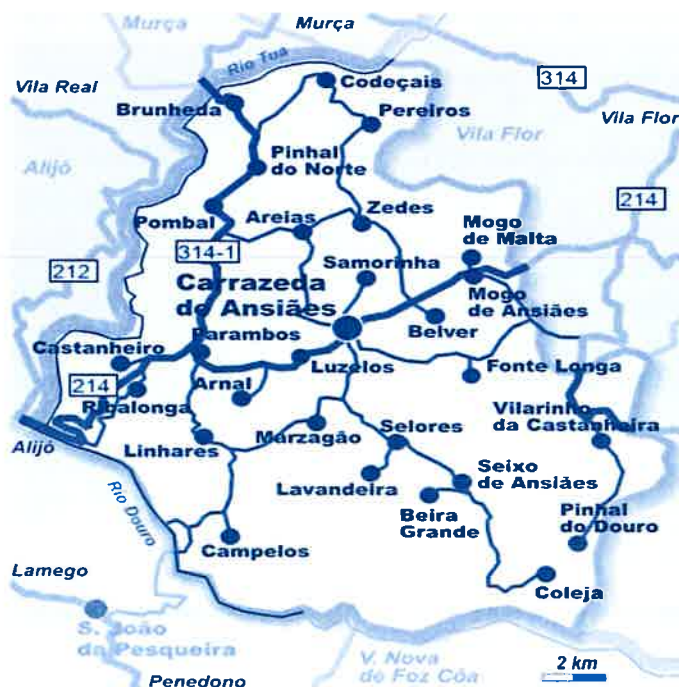 Murça
Murça
Rio Tua
Codeçais
314
Vila Real
Brunheda
Pereiros
Vila Flor
Vila Flor
Alijó
Pinhal
do Norte
214
Pombal
Areias
Zedes
Mogo
de Malta
314-1
212
Samorinha
Carrazeda
de Ansiães
Mogo
de Ansiães
Parambos
Belver
Castanheiro
Luzelos
Fonte Longa
214
Arnal
Ribalonga
Vilarinho
da Castanheira
Marzagão
Selores
Alijó
Linhares
Seixo
de Ansiães
Lavandeira
Rio Douro
Beira
Grande
Pinhal
do Douro
Campelos
Lamego
Coleja
S. João
da Pesqueira
V. Nova
de Foz Côa
2 km
Penedono